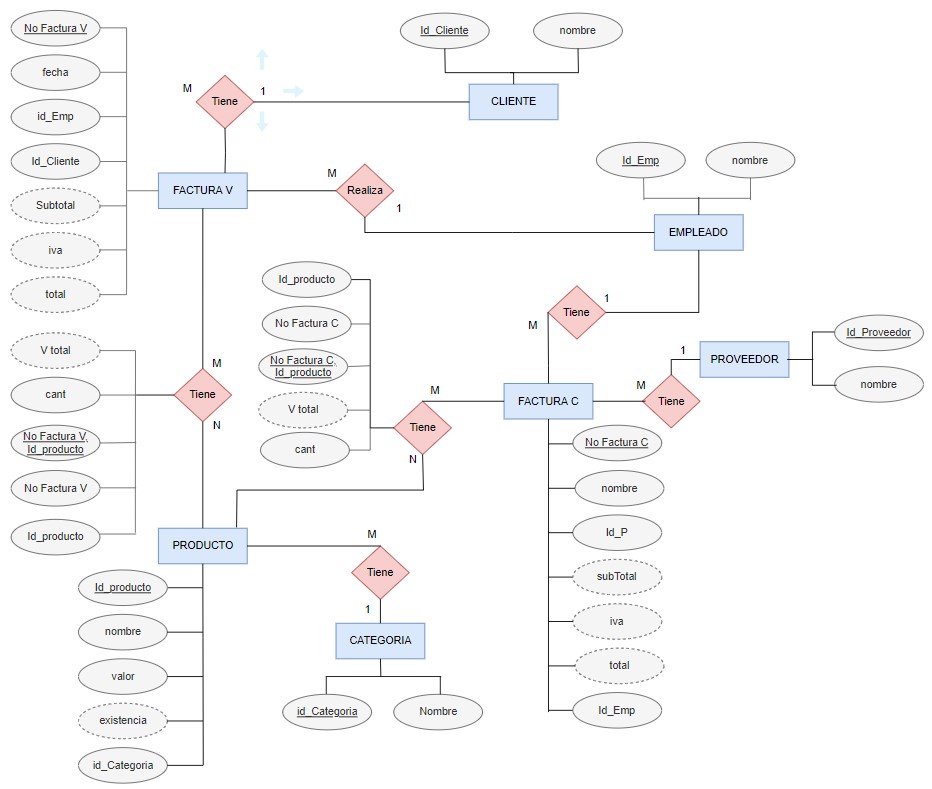 No Factura V
fecha
id_Emp
Id_Cliente
Subtotal
iva
total
M
Tiene
1
Id_Cliente
nombre
CLIENTE
FACTURA V
M
Realiza
1
Id_Emp
nombre
EMPLEADO
V total
cant
No Factura V,
Id_producto
No Factura V
Id_producto
M
Tiene
N
Id_producto
No Factura C
No Factura C,
Id_producto
V total
cant
M
Tiene
N
1
Tiene
M
FACTURA C
M
Tiene
1
PROVEEDOR
Id_Proveedor
nombre
No Factura C
nombre
Id_P
subTotal
iva
total
Id_Emp
PRODUCTO
Id_producto
nombre
valor
existencia
id_Categoria
M
Tiene
1
CATEGORIA
id_Categoria
Nombre